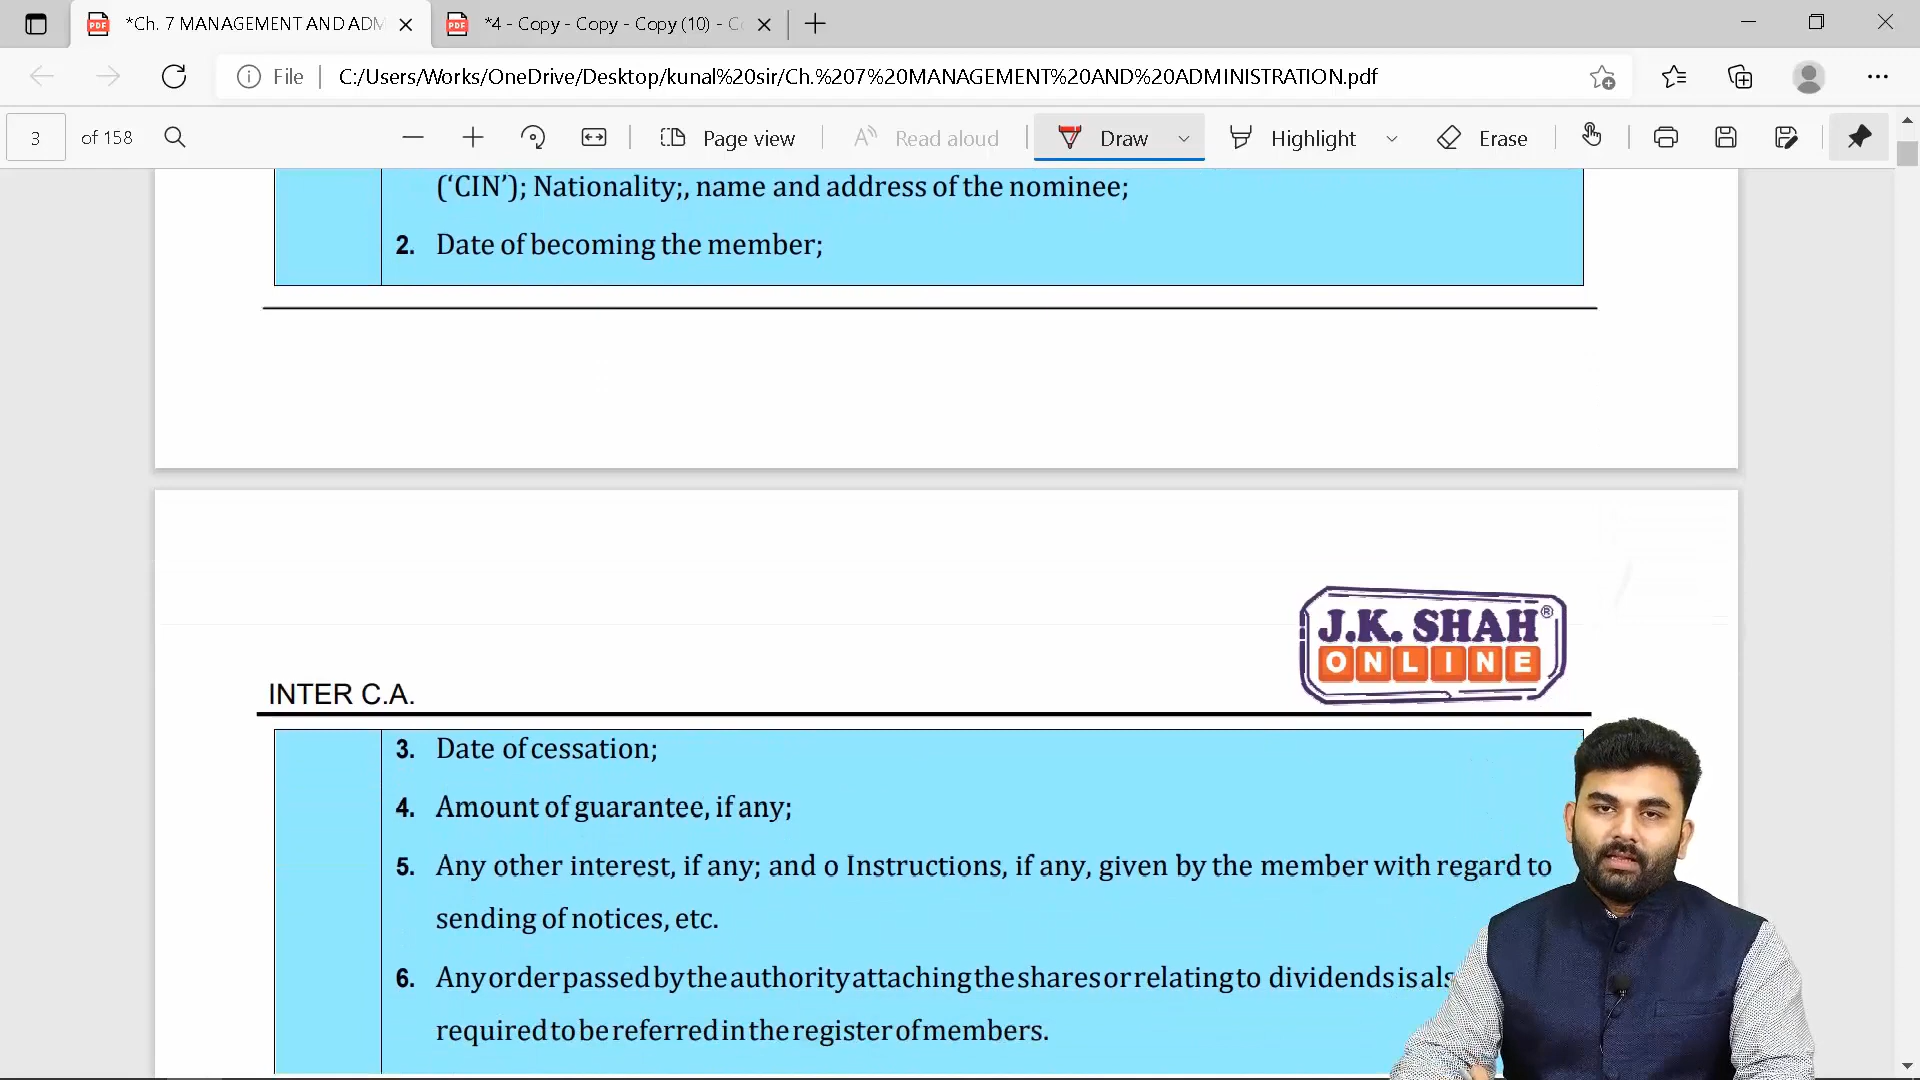 *Ch. 7 MANAGEMENT AND ADM
*4 - Copy - Copy - Copy (10) - Co
File
C:/Users/Works/OneDrive/Desktop/kunal%20sir/Ch.%207%20MANAGEMENT%20AND%20ADMINISTRATION.pdf
3 of 158
Page view
Read aloud
Draw
Highlight
Erase
(‘CIN’); Nationality;, name and address of the nominee;
2. Date of becoming the member;
J.K. SHAH®
ONLINE
INTER C.A.
3. Date of cessation;
4. Amount of guarantee, if any;
5. Any other interest, if any; and o Instructions, if any, given by the member with regard to
sending of notices, etc.
6. Any order passed by the authority attaching the shares or relating to dividends is als
required to be referred in the register of members.